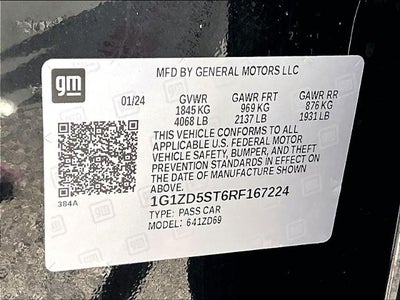 gm
MFD BY GENERAL MOTORS LLC
01/24 GVWR GAWR FRT GAWR RR
1845 KG 969 KG 876 KG
4068 LB 2137 LB 1931 LB
THIS VEHICLE CONFORMS TO ALL
APPLICABLE U.S. FEDERAL MOTOR
VEHICLE SAFETY, BUMPER, AND THEFT
PREVENTION STANDARDS IN EFFECT ON
THE DATE OF MANUFACTURE SHOWN
ABOVE.
384A
1G1ZD5ST6RF167224
TYPE: PASS CAR
MODEL: 641ZD69